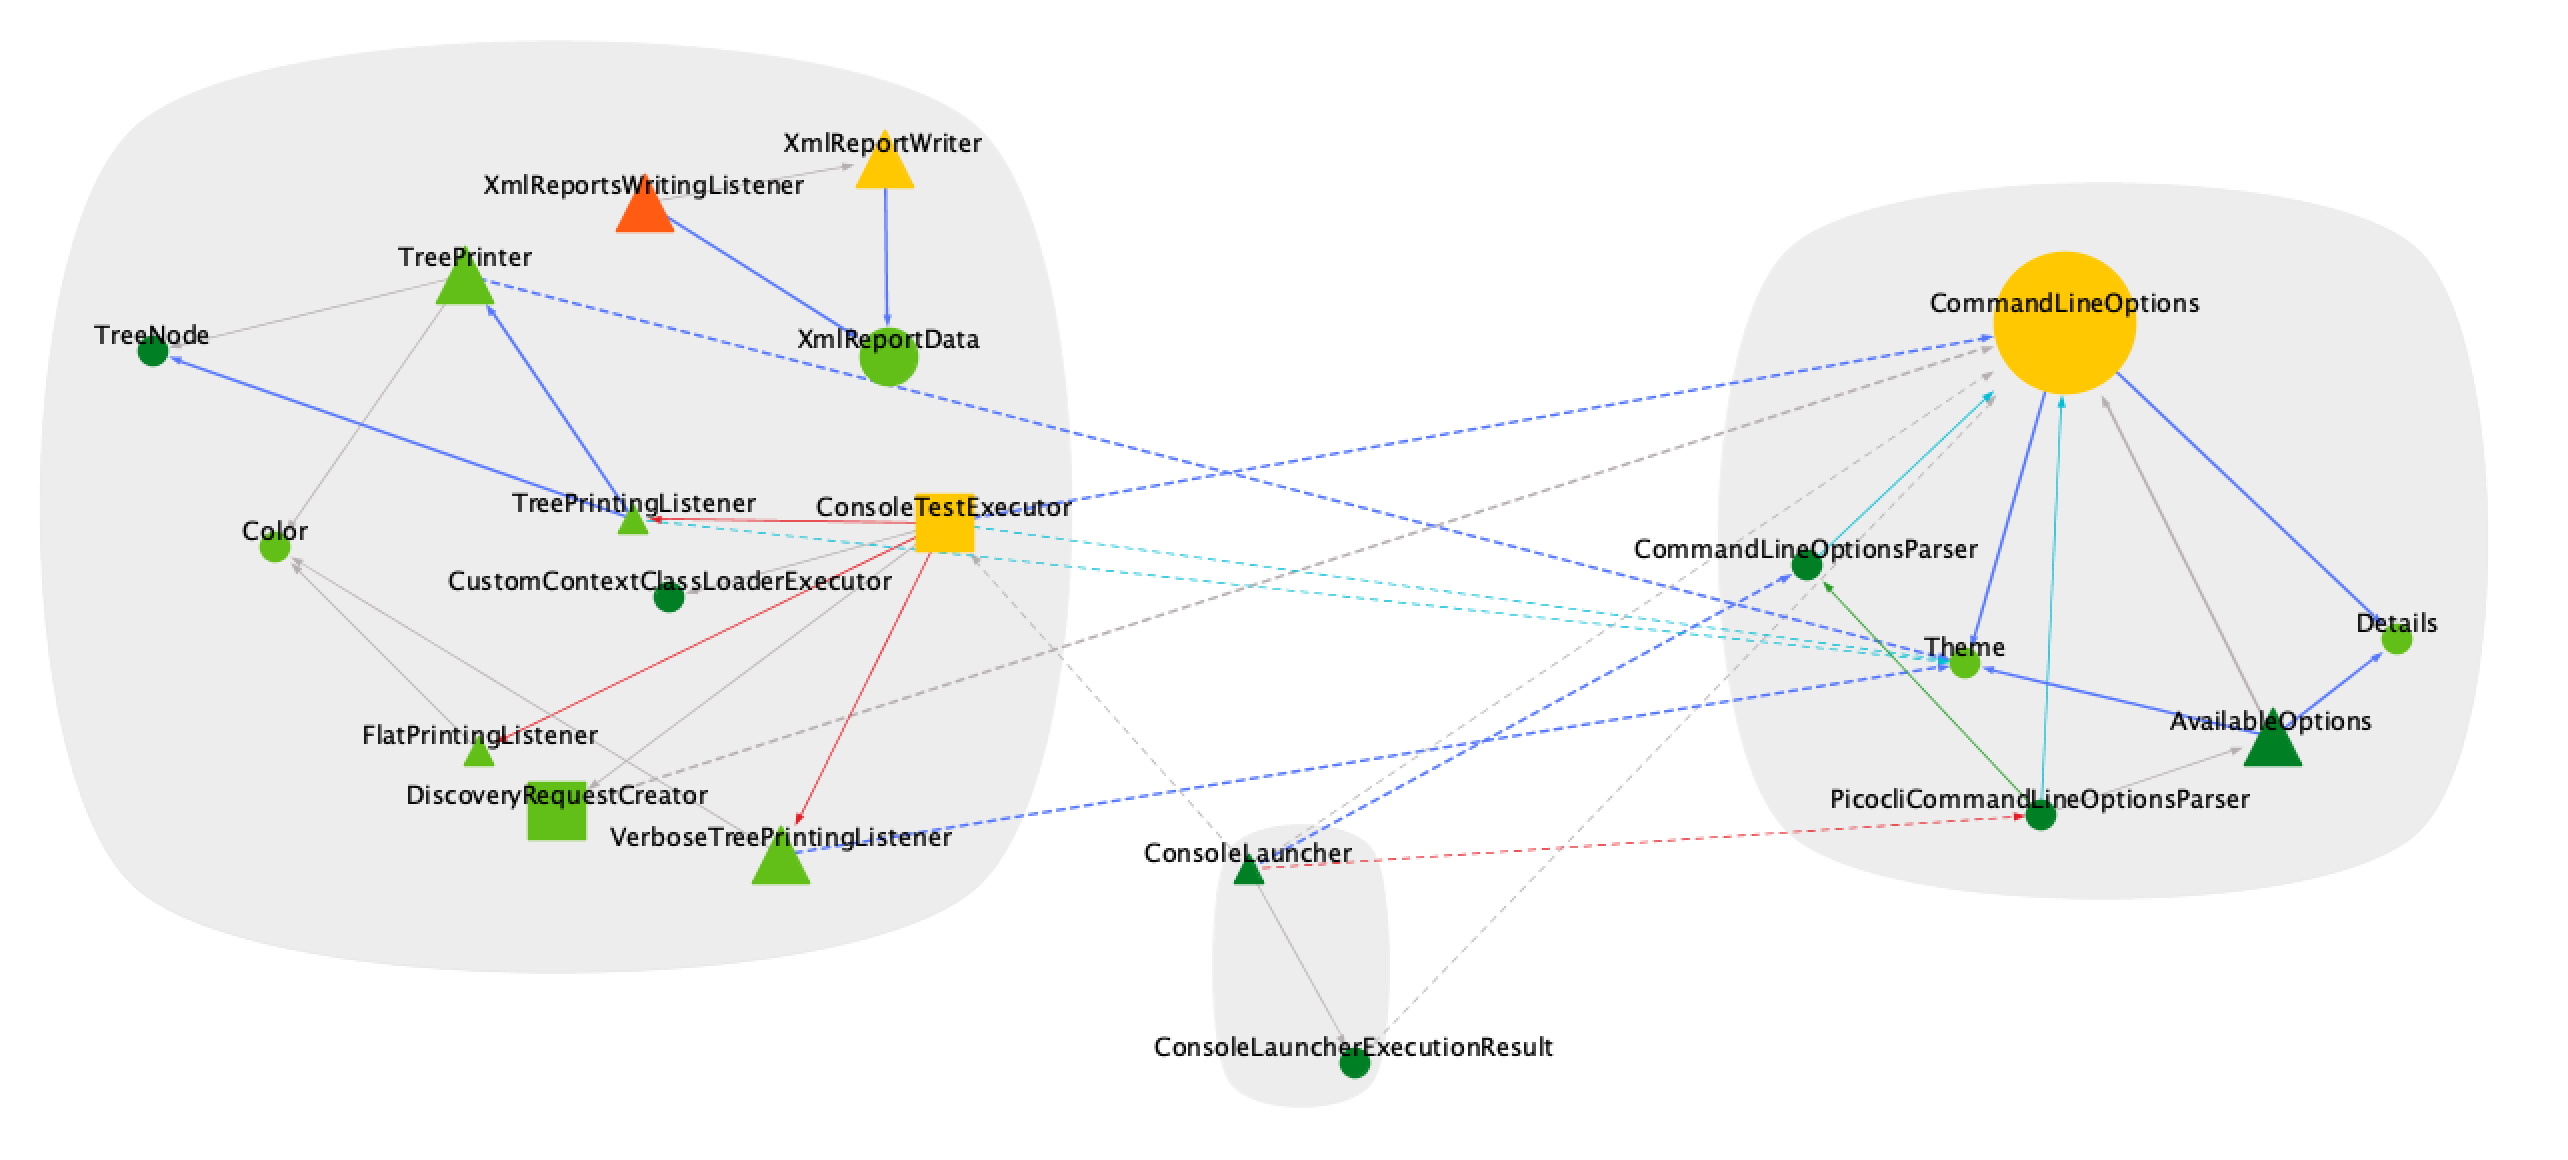 XmlReportWriter
XmlReportsWritingListener
TreePrinter
TreeNode
XmlReportData
TreePrintingListener
ConsoleTestExecutor
Color
CustomContextClassLoaderExecutor
FlatPrintingListener
DiscoveryRequestCreator
VerboseTreePrintingListener
ConsoleLauncher
ConsoleLauncherExecutionResult
CommandLineOptions
CommandLineOptionsParser
Details
Theme
AvailableOptions
PicocliCommandLineOptionsParser